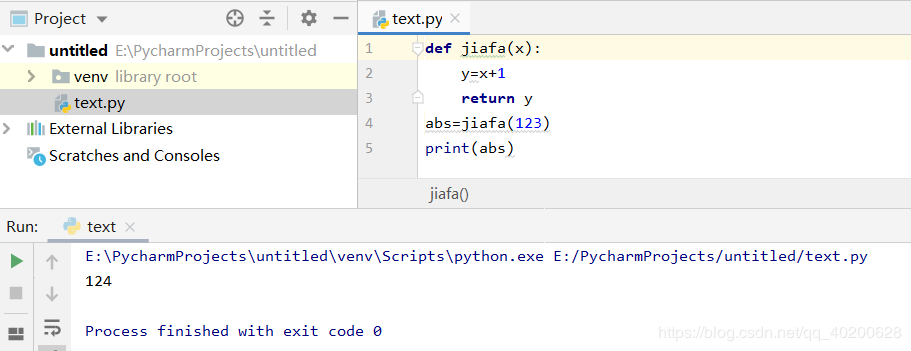 Project
untitled E:\PycharmProjects\untitled
venv library root
text.py
External Libraries
Scratches and Consoles
text.py
1 def jiafa(x):
2 y=x+1
3 return y
4 abs=jiafa(123)
5 print(abs)
jiafa()
Run: text
E:\PycharmProjects\untitled\venv\Scripts\python.exe E:/PycharmProjects/untitled/text.py
124
Process finished with exit code 0
https://blog.csdn.net/qq_40200628